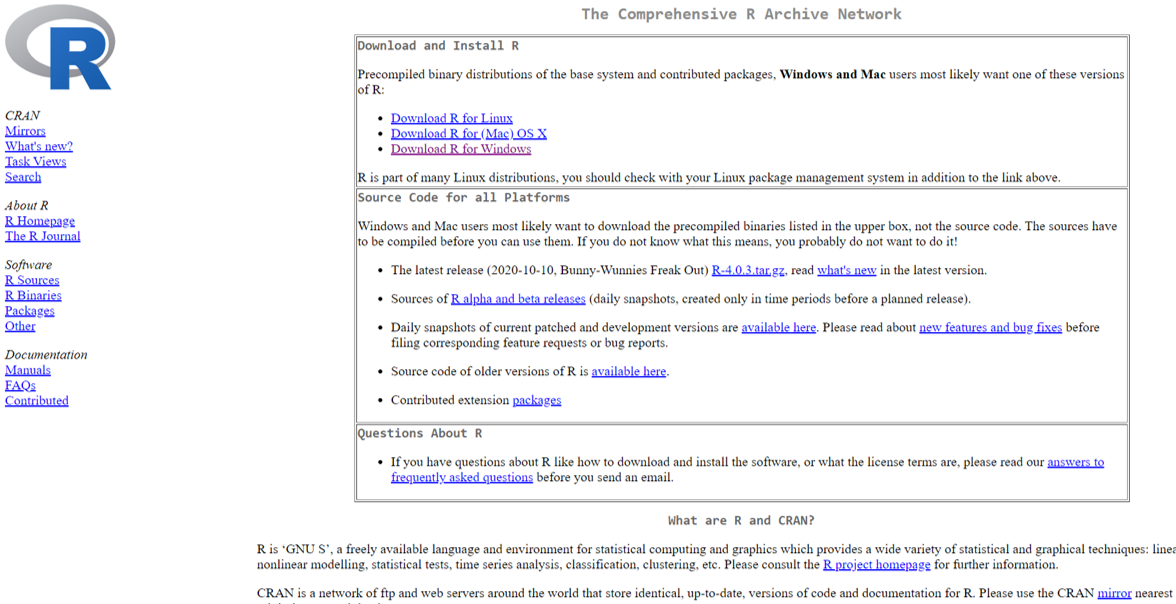 R
CRAN
Mirrors
What's new?
Task Views
Search
About R
R Homepage
The R Journal
Software
R Sources
R Binaries
Packages
Other
Documentation
Manuals
FAQs
Contributed
The Comprehensive R Archive Network
Download and Install R
Precompiled binary distributions of the base system and contributed packages, Windows and Mac users most likely want one of these versions
of R:
• Download R for Linux
• Download R for (Mac) OS X
• Download R for Windows
R is part of many Linux distributions, you should check with your Linux package management system in addition to the link above.
Source Code for all Platforms
Windows and Mac users most likely want to download the precompiled binaries listed in the upper box, not the source code. The sources have
to be compiled before you can use them. If you do not know what this means, you probably do not want to do it!
• The latest release (2020-10-10, Bunny-Wunnies Freak Out) R-4.0.3.tar.gz, read what's new in the latest version.
• Sources of R alpha and beta releases (daily snapshots, created only in time periods before a planned release).
• Daily snapshots of current patched and development versions are available here. Please read about new features and bug fixes before
filing corresponding feature requests or bug reports.
• Source code of older versions of R is available here.
• Contributed extension packages
Questions About R
• If you have questions about R like how to download and install the software, or what the license terms are, please read our answers to
frequently asked questions before you send an email.
What are R and CRAN?
R is ‘GNU S’, a freely available language and environment for statistical computing and graphics which provides a wide variety of statistical and graphical techniques:
nonlinear modelling, statistical tests, time series analysis, classification, clustering, etc. Please consult the R project homepage for further information.
CRAN is a network of ftp and web servers around the world that store identical, up-to-date, versions of code and documentation for R. Please use the CRAN mirror nearest